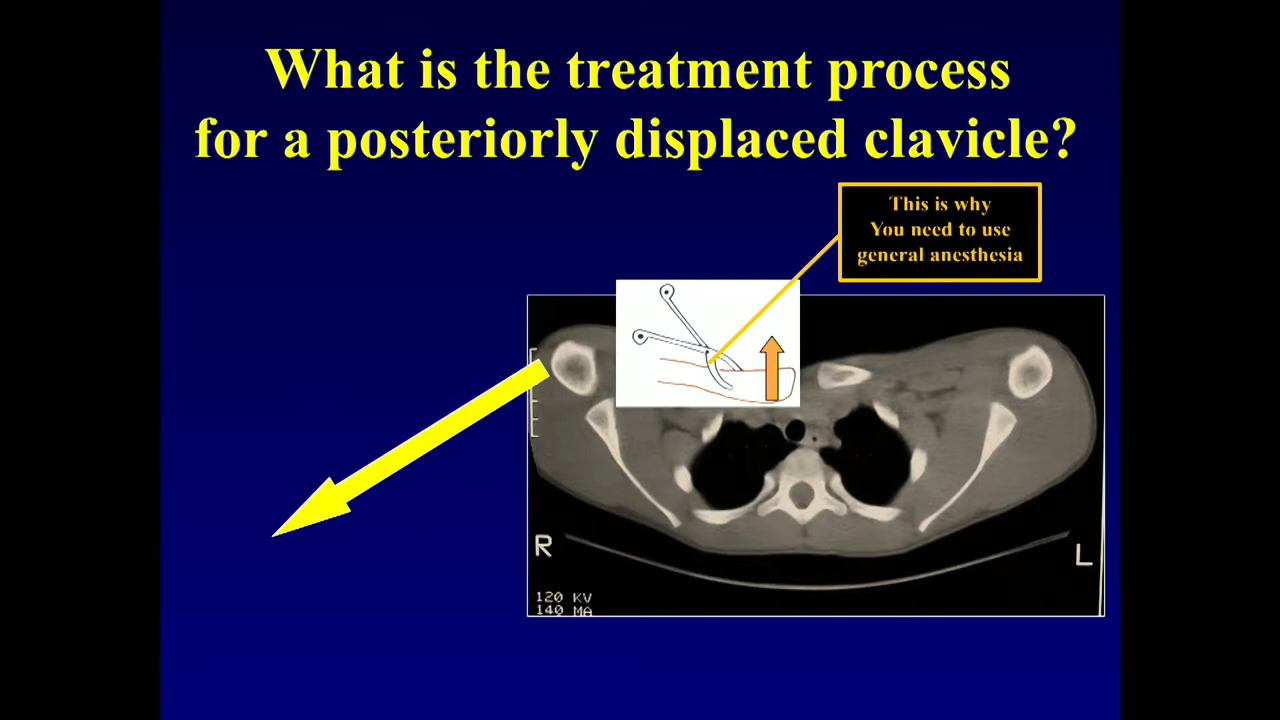 What is the treatment process
for a posteriorly displaced clavicle?
This is why
You need to use
general anesthesia
R
L
120 KV
140 MA